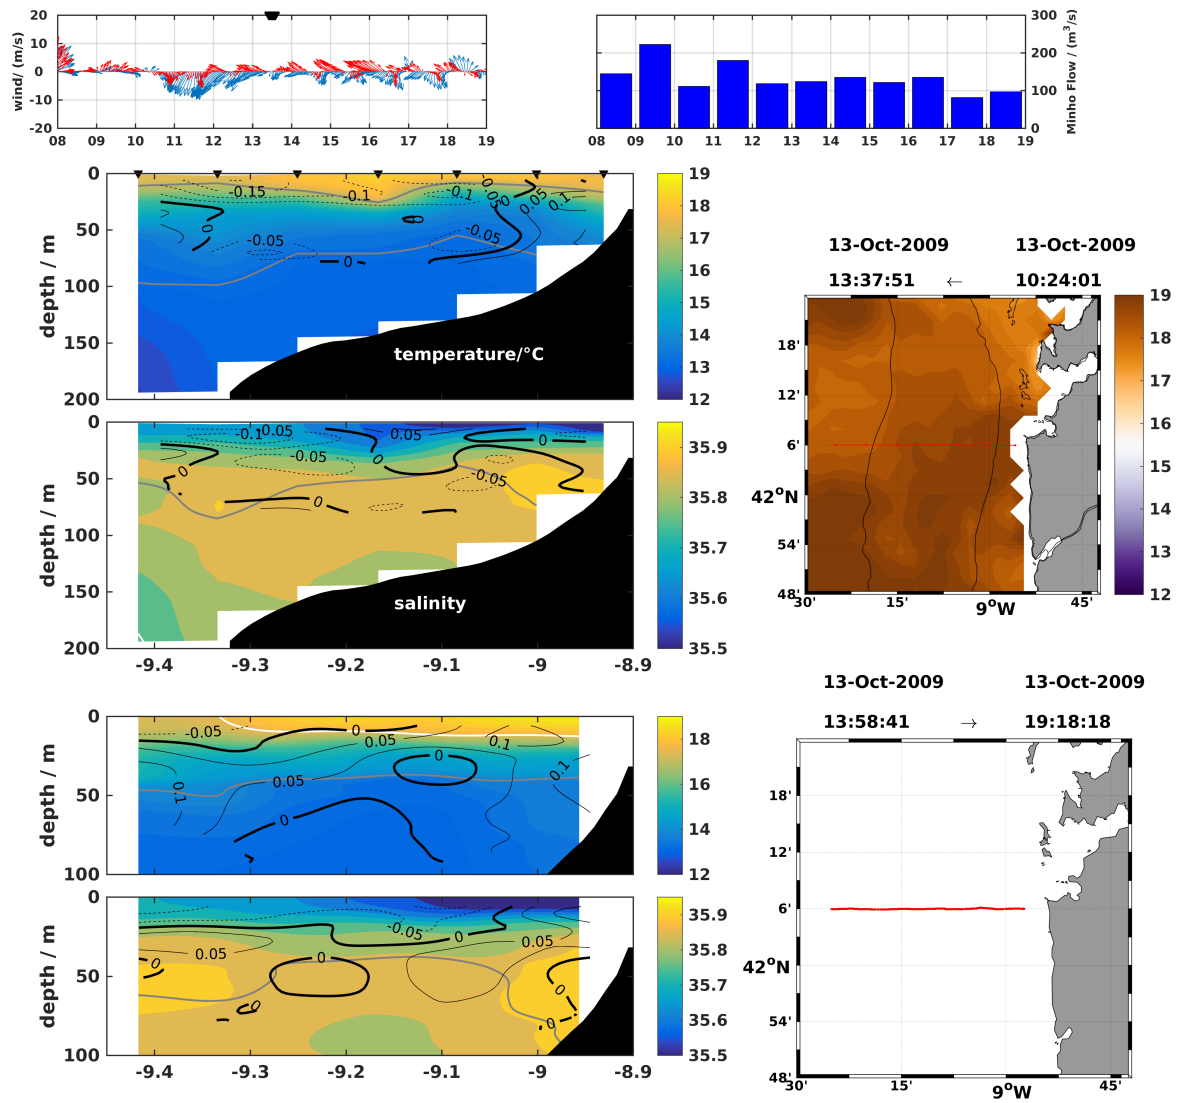 20
10
0
-10
-20
wind/ (m/s)
08 09 10 11 12 13 14 15 16 17 18 19
300
200
100
0
Minho Flow / (m³/s)
08 09 10 11 12 13 14 15 16 17 18 19
0
50
100
150
200
depth / m
-0.15 -0.1 -0.1 -0.05 0 0.05 0.1
0 -0.05 0 -0.05 0
temperature/°C
19
18
17
16
15
14
13
12
0
50
100
150
200
depth / m
-0.1 -0.05 0.05 0
0 -0.05 0 -0.05 0
salinity
35.9
35.8
35.7
35.6
35.5
-9.4 -9.3 -9.2 -9.1 -9 -8.9
13-Oct-2009 13-Oct-2009
13:37:51 ← 10:24:01
18'
12'
6'
42°N
54'
48'
30' 15' 9°W 45'
19
18
17
16
15
14
13
12
0
50
100
depth / m
-0.05 0 0.05 0.1
0.1 0.05 0 0.1
0
18
16
14
12
0
50
100
depth / m
-0.05 0 0.05
0.05 0 0 0
0 0
35.9
35.8
35.7
35.6
35.5
-9.4 -9.3 -9.2 -9.1 -9 -8.9
13-Oct-2009 13-Oct-2009
13:58:41 → 19:18:18
18'
12'
6'
42°N
54'
48'
30' 15' 9°W 45'